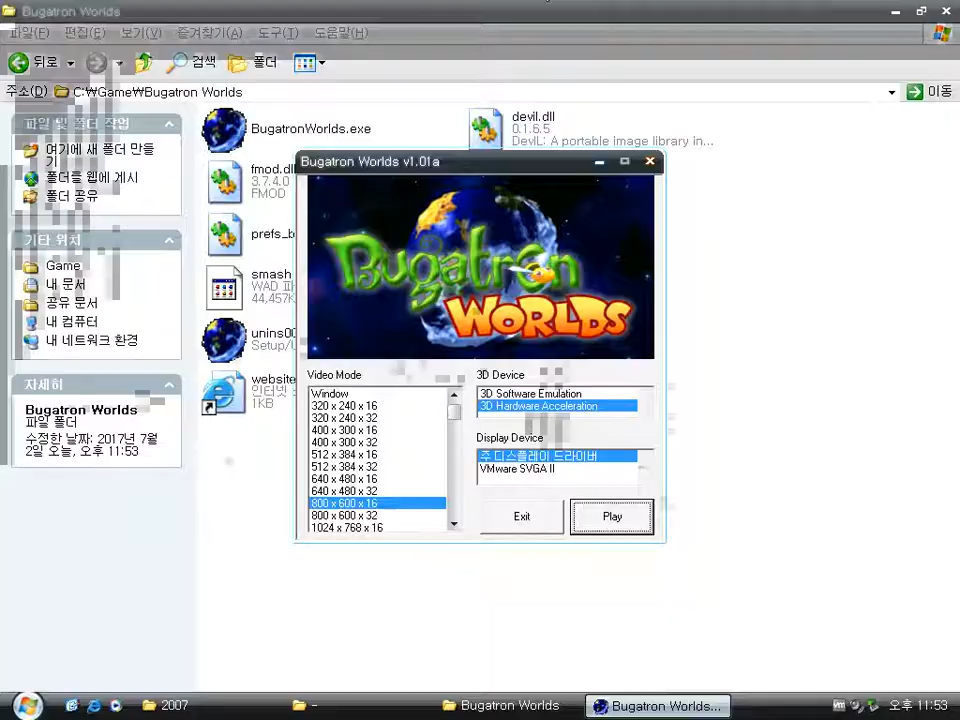 Bugatron Worlds
파일(F) 편집(E) 보기(V) 즐겨찾기(A) 도구(T) 도움말(H)
뒤로 검색 폴더
주소(D) C:\Game\Bugatron Worlds 이동
파일 및 폴더 작업
여기에 새 폴더 만들
기
폴더를 웹에 게시
폴더 공유
기타 위치
Game
내 문서
공유 문서
내 컴퓨터
내 네트워크 환경
자세히
Bugatron Worlds
파일 폴더
수정한 날짜: 2017년 7월
2일 오늘, 오후 11:53
BugatronWorlds.exe
devil.dll
0.1.6.5
DevIL: A portable image library in...
fmod.dll
3.7.4.0
FMOD
prefs_b
smash
WAD 파
44,457K
unins00
Setup/
website
인터넷
1KB
Bugatron Worlds v1.01a
Bugatron
WORLDS
Video Mode
Window
320 x 240 x 16
320 x 240 x 32
400 x 300 x 16
400 x 300 x 32
512 x 384 x 16
512 x 384 x 32
640 x 480 x 16
640 x 480 x 32
800 x 600 x 16
800 x 600 x 32
1024 x 768 x 16
3D Device
3D Software Emulation
3D Hardware Acceleration
Display Device
주 디스플레이 드라이버
VMware SVGA II
Exit
Play
2007
-
Bugatron Worlds
Bugatron Worlds...
오후 11:53